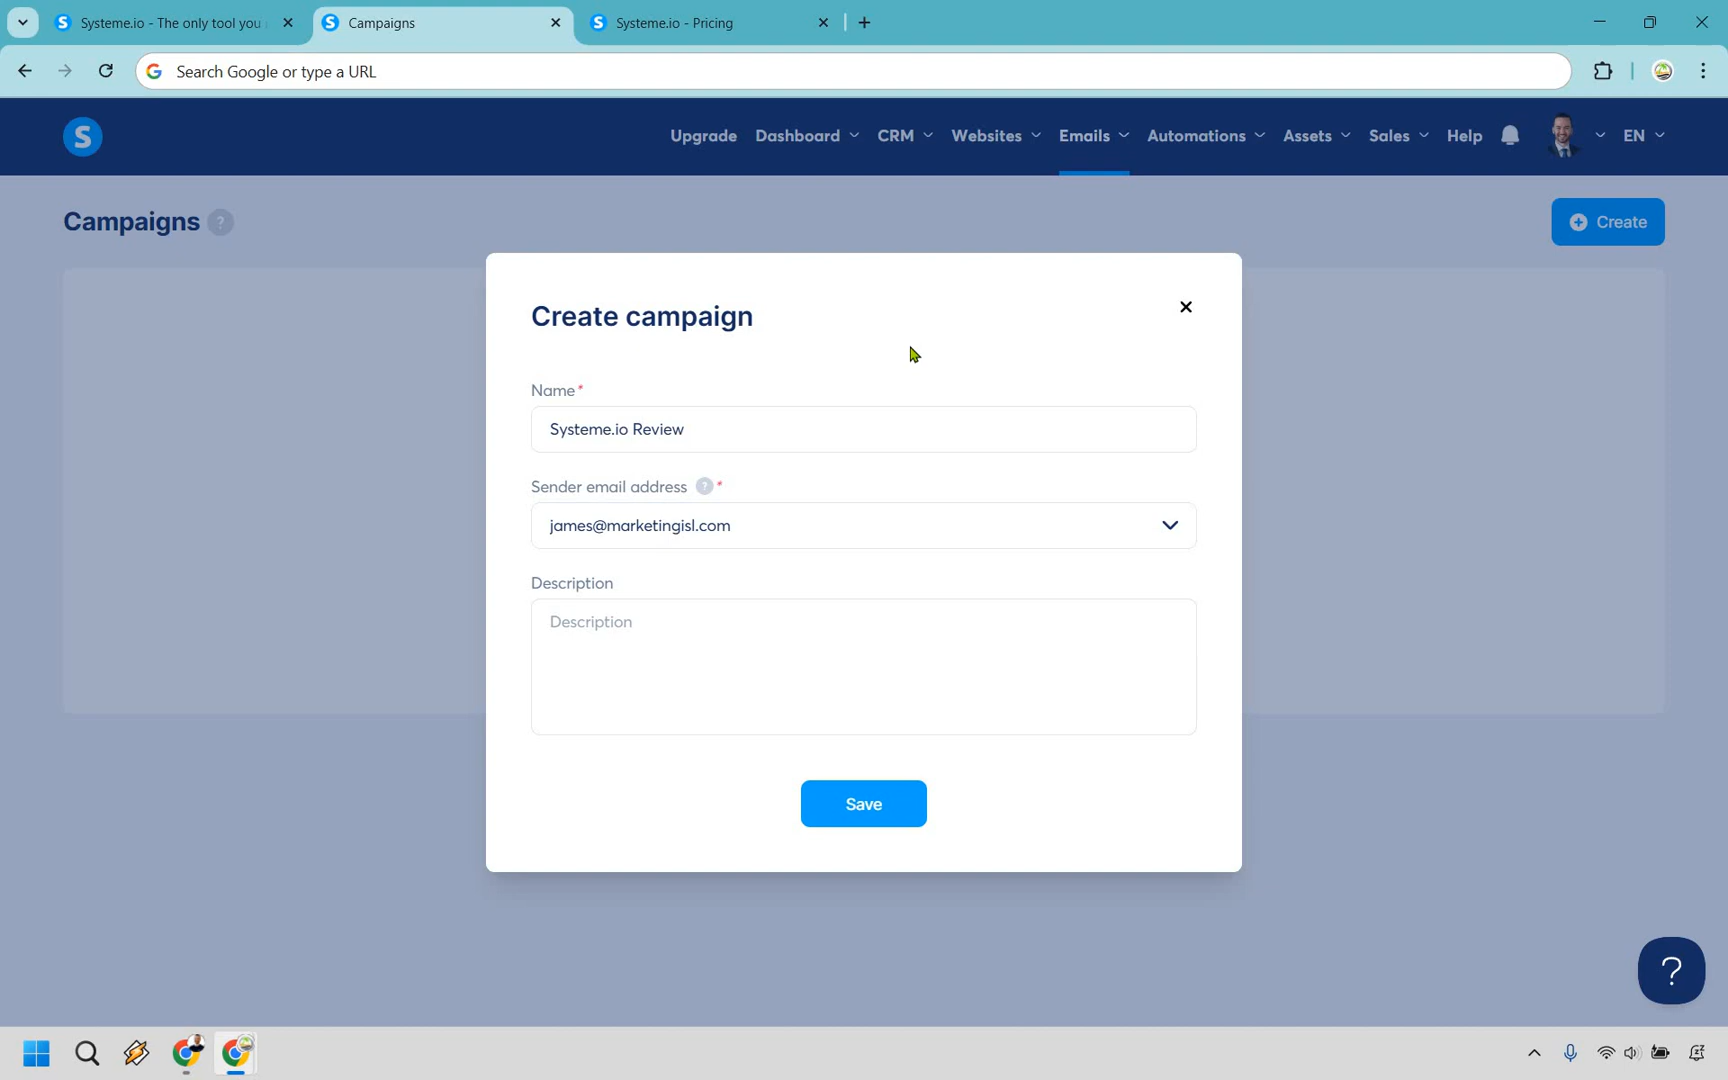 Systeme.io - The only tool you
Campaigns
Systeme.io - Pricing
Search Google or type a URL
S
Upgrade
Dashboard
CRM
Websites
Emails
Automations
Assets
Sales
Help
EN
Campaigns ?
Create
Create campaign
Name*
Systeme.io Review
Sender email address ? *
james@marketingisl.com
Description
Description
Save
?